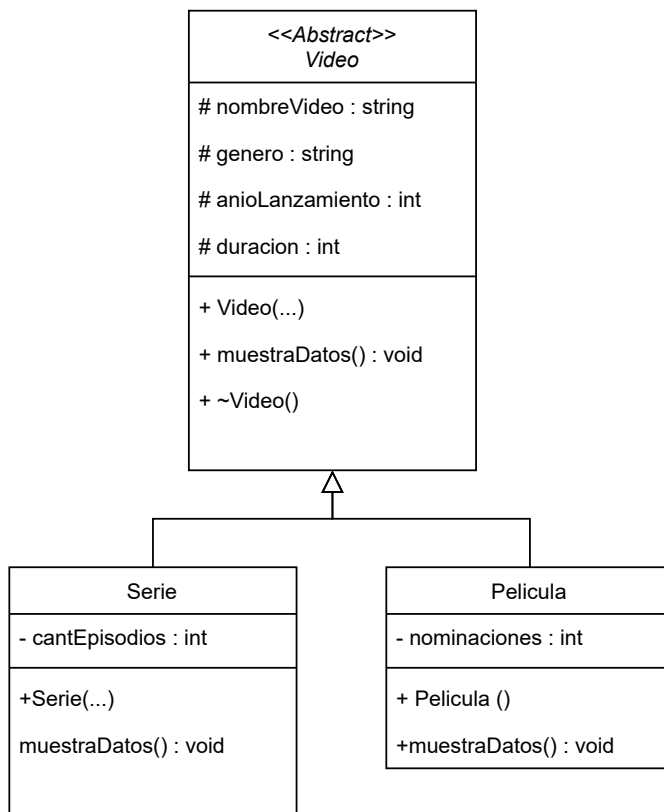 <<Abstract>>
Video
# nombreVideo : string
# genero : string
# anioLanzamiento : int
# duracion : int
+ Video(...)
+ muestraDatos() : void
+ ~Video()
Serie
- cantEpisodios : int
+Serie(...)
muestraDatos() : void
Pelicula
- nominaciones : int
+ Pelicula ()
+muestraDatos() : void